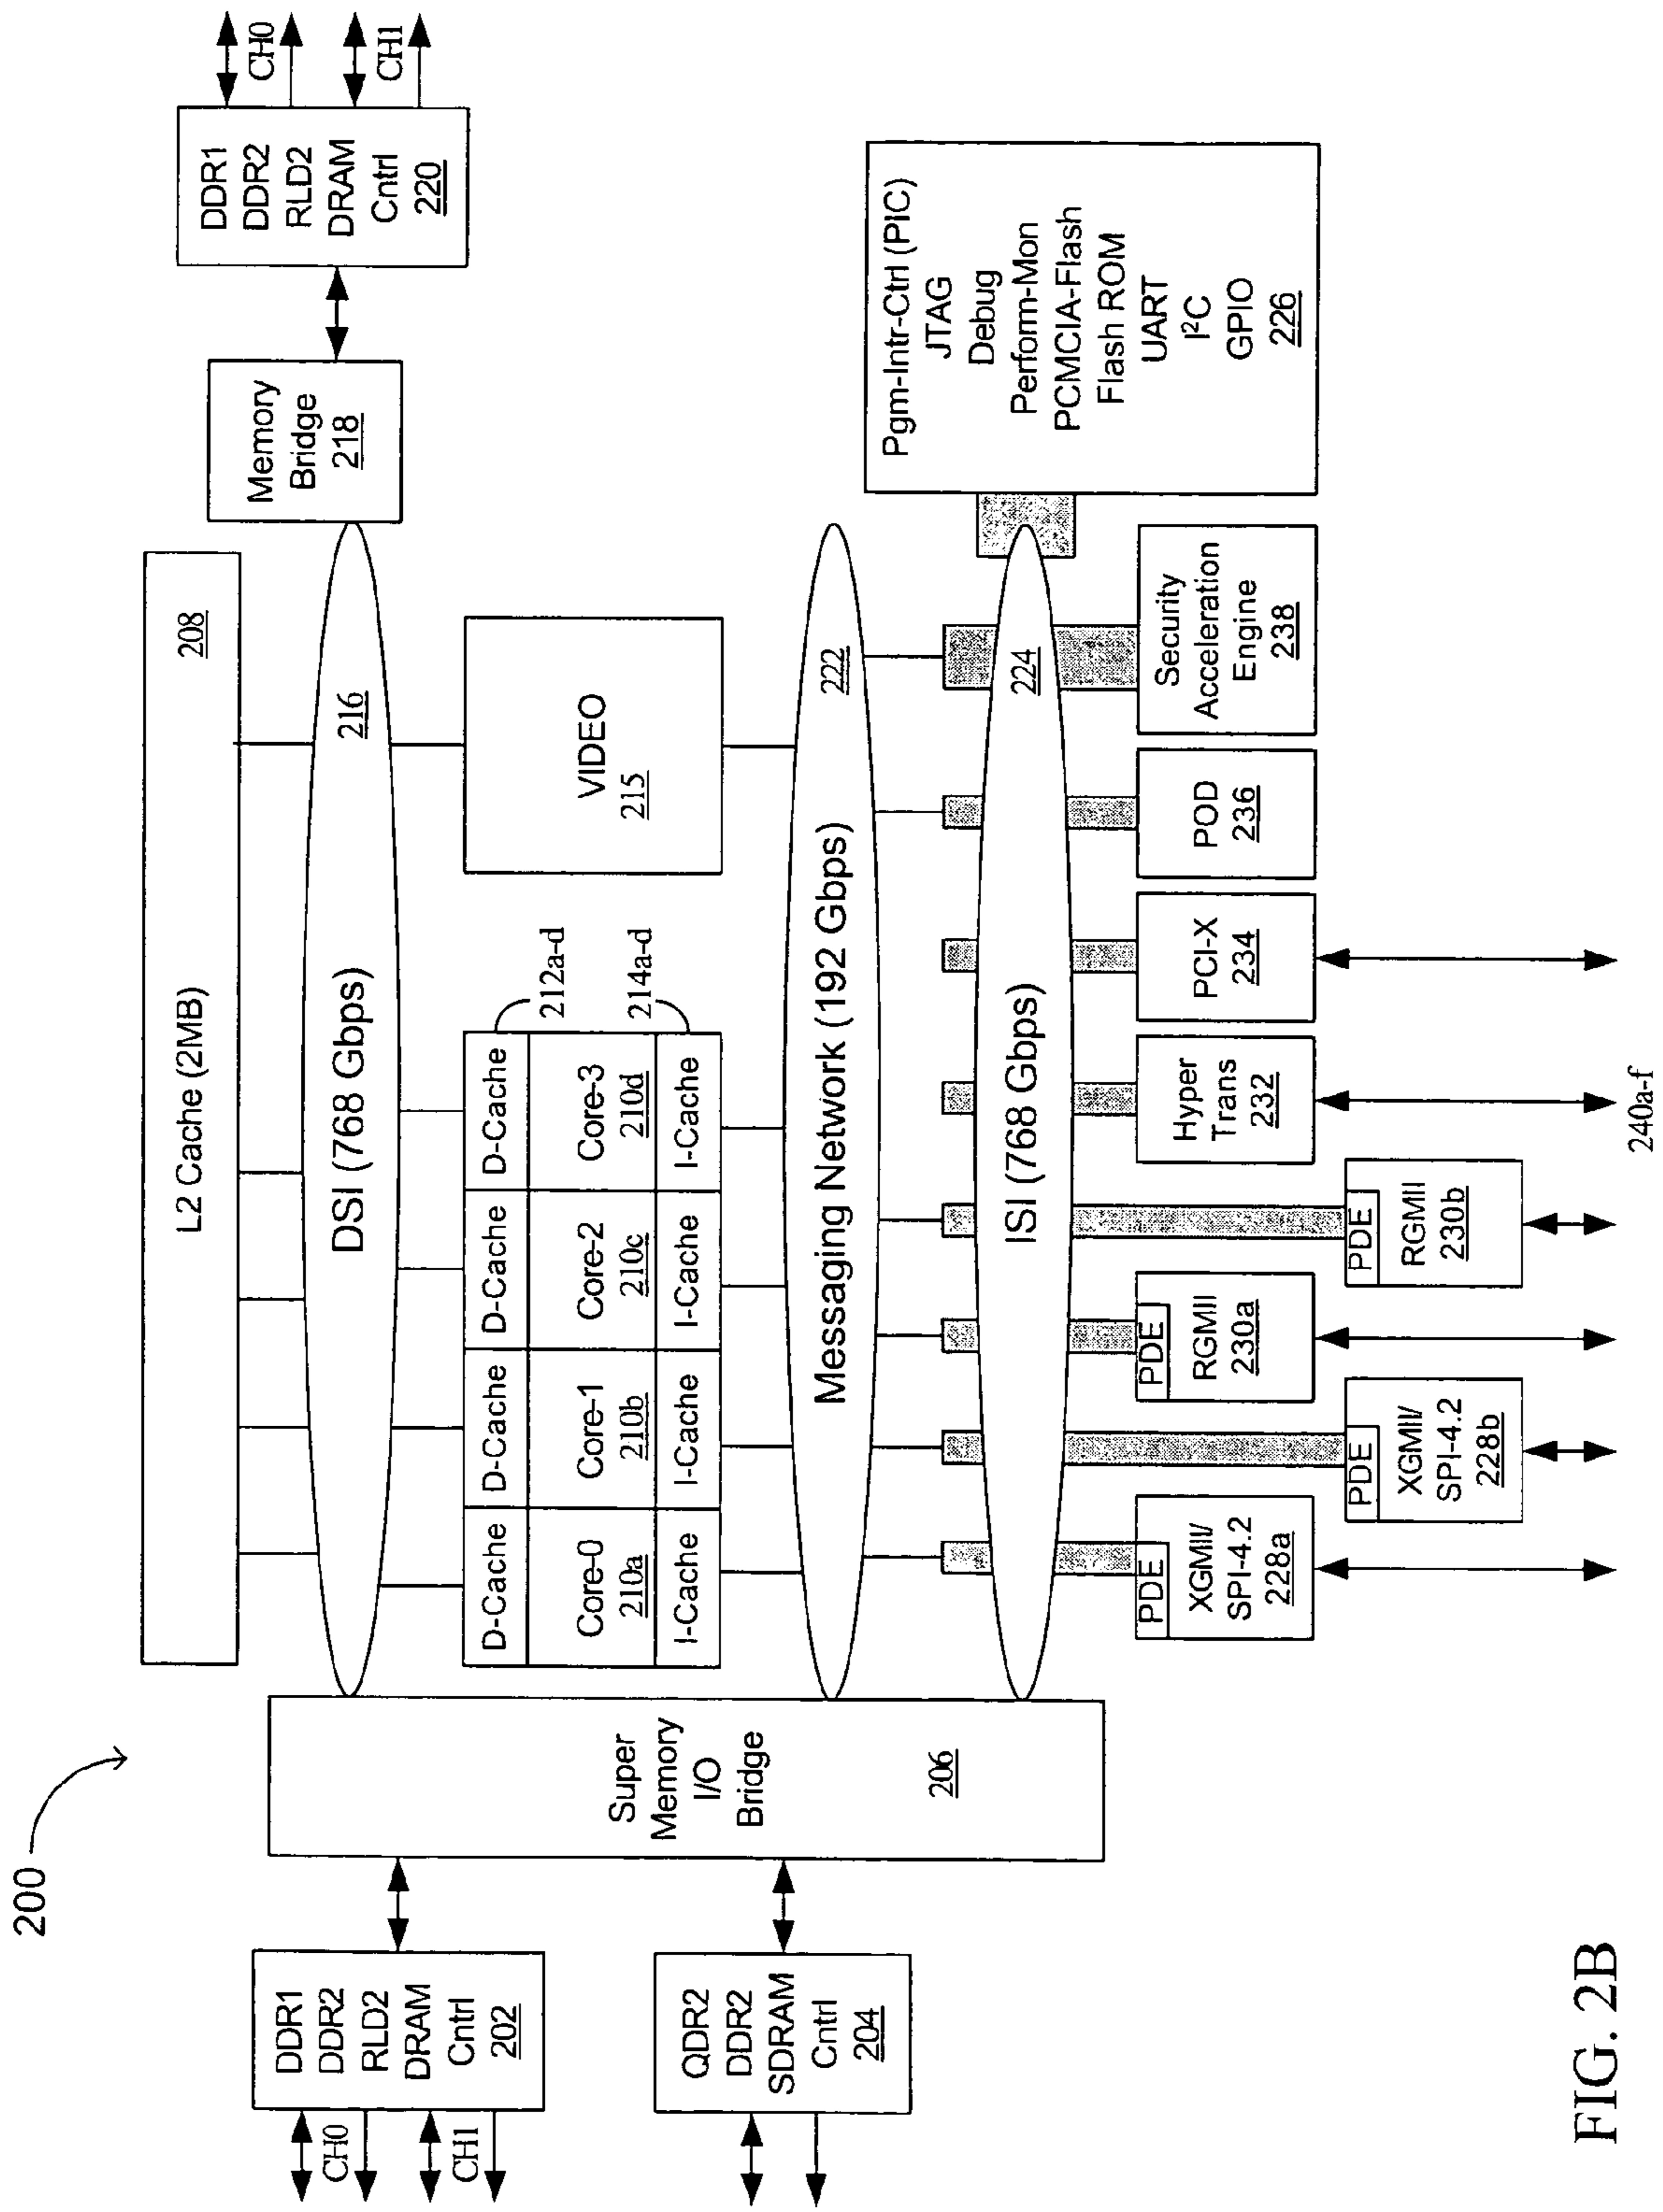 200
DDR1
DDR2
RLD2
DRAM
Cntrl
202
CH0
CH1
QDR2
DDR2
SDRAM
Cntrl
204
Super
Memory
I/O
Bridge
206
L2 Cache (2MB)
208
DSI (768 Gbps)
216
Memory
Bridge
218
DDR1
DDR2
RLD2
DRAM
Cntrl
220
CH0
CH1
D-Cache
D-Cache
D-Cache
D-Cache
212a-d
Core-0
210a
Core-1
210b
Core-2
210c
Core-3
210d
I-Cache
I-Cache
I-Cache
I-Cache
214a-d
VIDEO
215
Messaging Network (192 Gbps)
222
ISI (768 Gbps)
224
Pgm-Intr-Ctrl (PIC)
JTAG
Debug
Perform-Mon
PCMCIA-Flash
Flash ROM
UART
I²C
GPIO
226
PDE
XGMII/
SPI-4.2
228a
PDE
XGMII/
SPI-4.2
228b
PDE
RGMII
230a
PDE
RGMII
230b
Hyper
Trans
232
PCI-X
234
POD
236
Security
Acceleration
Engine
238
240a-f
FIG. 2B